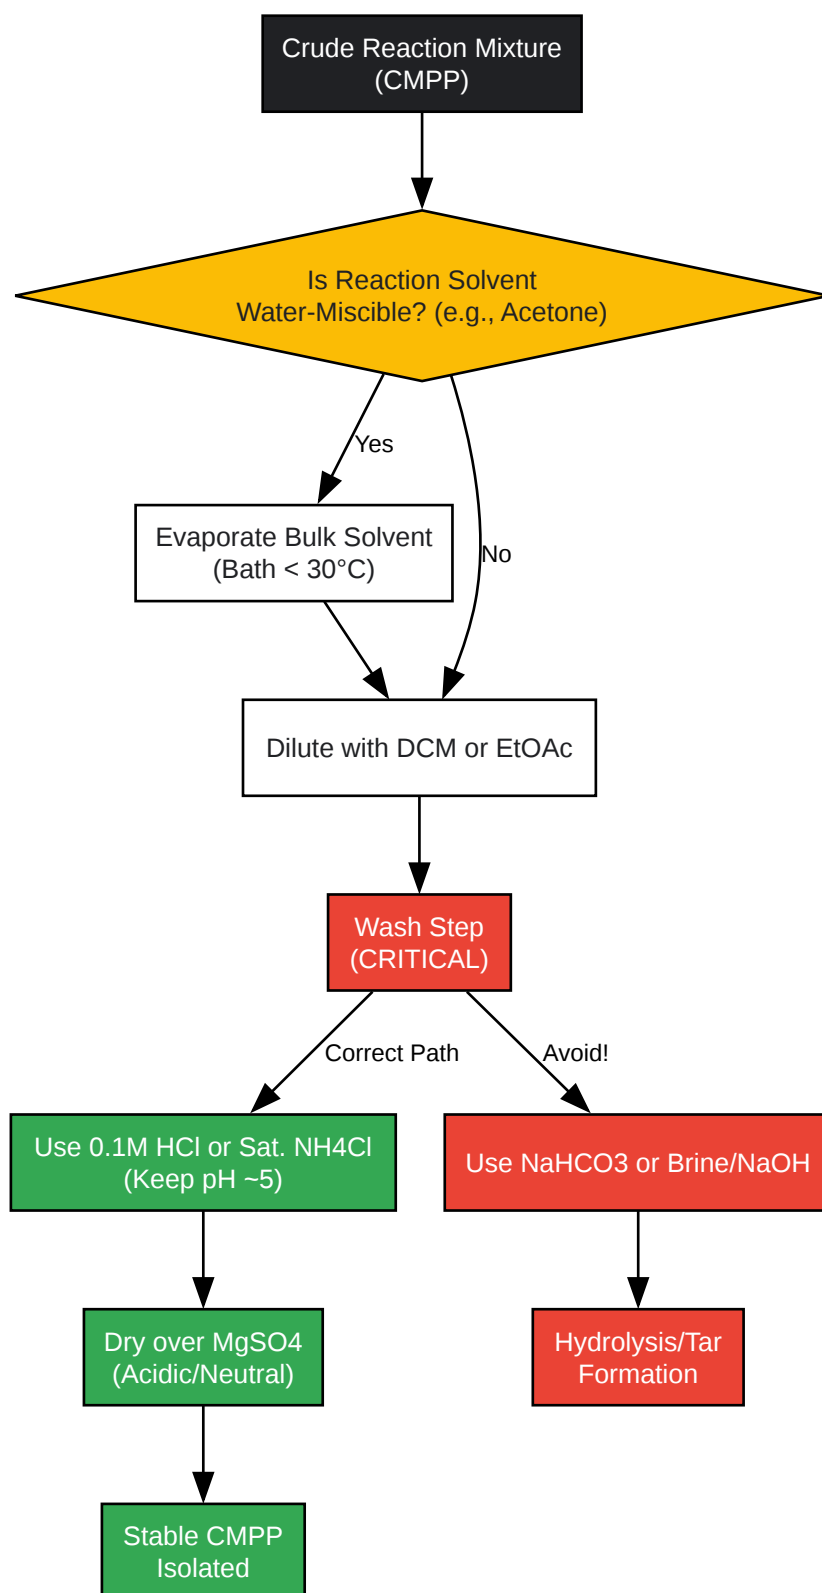 Crude Reaction Mixture
(CMPP)
Is Reaction Solvent
Water-Miscible? (e.g., Acetone)
Yes
Evaporate Bulk Solvent
(Bath < 30°C)
No
Dilute with DCM or EtOAc
Wash Step
(CRITICAL)
Correct Path
Avoid!
Use 0.1M HCl or Sat. NH4Cl
(Keep pH ~5)
Use NaHCO3 or Brine/NaOH
Dry over MgSO4
(Acidic/Neutral)
Hydrolysis/Tar
Formation
Stable CMPP
Isolated